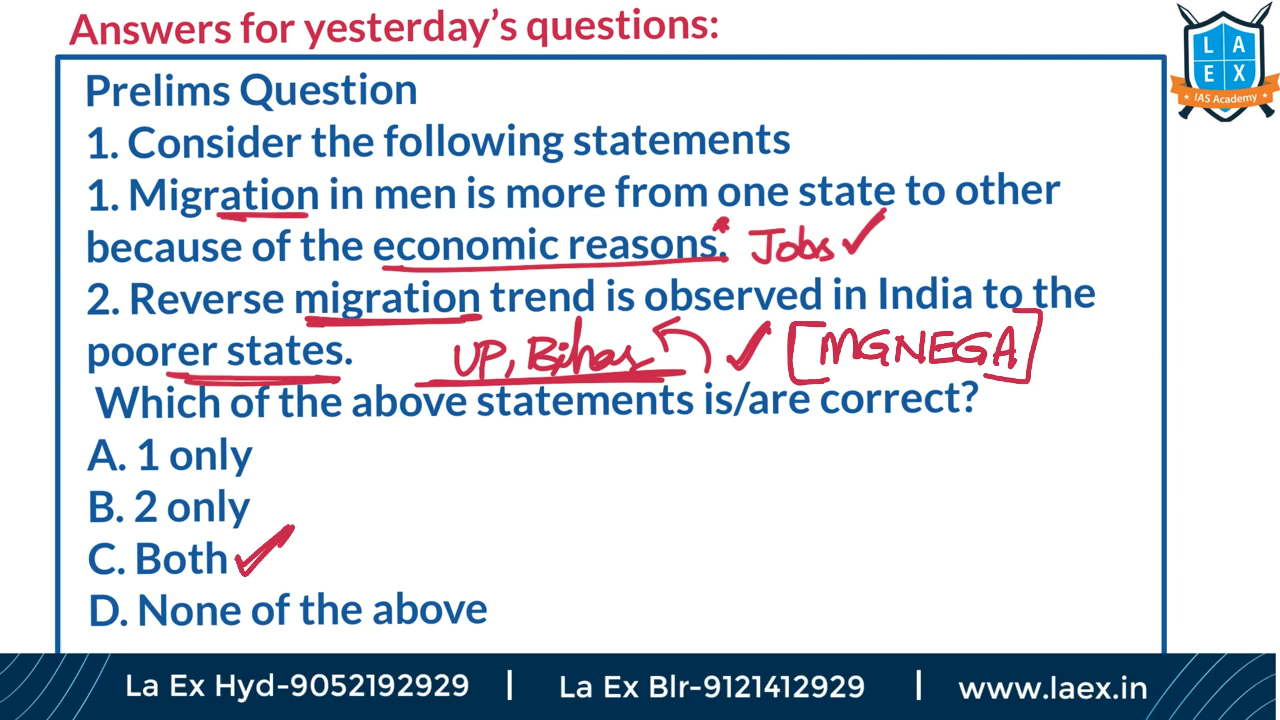 Answers for yesterday's questions:
L A
E X
IAS Academy
Prelims Question
1. Consider the following statements
1. Migration in men is more from one state to other
because of the economic reasons. Jobs ✓
2. Reverse migration trend is observed in India to the
poorer states. UP, Bihar ✓ [MGNEGA]
Which of the above statements is/are correct?
A. 1 only
B. 2 only
C. Both ✓
D. None of the above
La Ex Hyd-9052192929 | La Ex Blr-9121412929 | www.laex.in